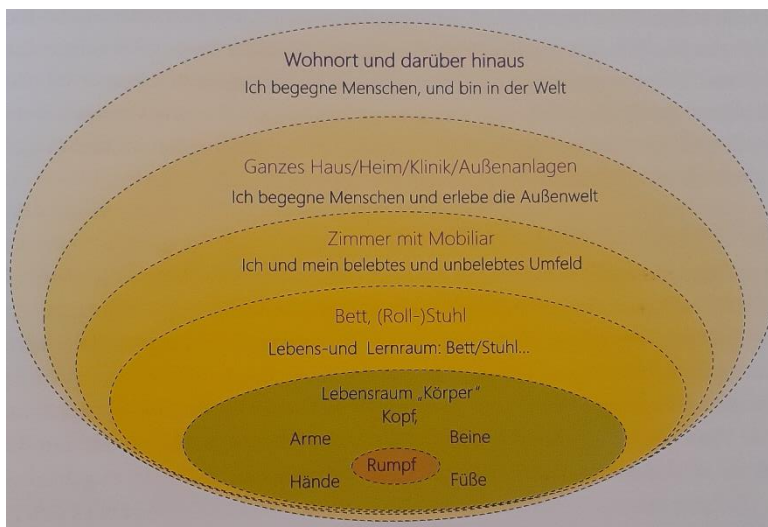 Wohnort und darüber hinaus
Ich begegne Menschen, und bin in der Welt
Ganzes Haus/Heim/Klinik/Außenanlagen
Ich begegne Menschen und erlebe die Außenwelt
Zimmer mit Mobiliar
Ich und mein belebtes und unbelebtes Umfeld
Bett, (Roll-)Stuhl
Lebens-und Lernraum: Bett/Stuhl...
Lebensraum „Körper“
Kopf,
Arme Beine
Rumpf
Hände Füße